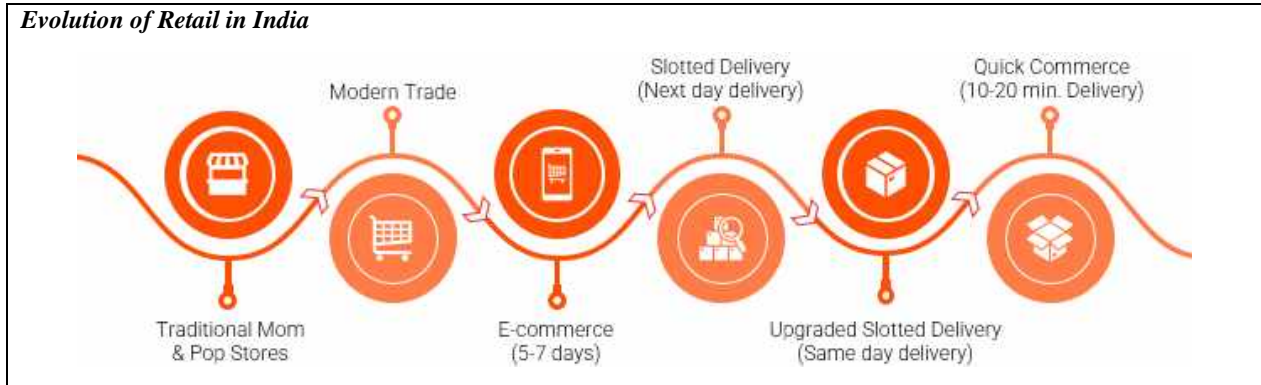 Evolution of Retail in India
Traditional Mom
& Pop Stores
Modern Trade
E-commerce
(5-7 days)
Slotted Delivery
(Next day delivery)
Upgraded Slotted Delivery
(Same day delivery)
Quick Commerce
(10-20 min. Delivery)